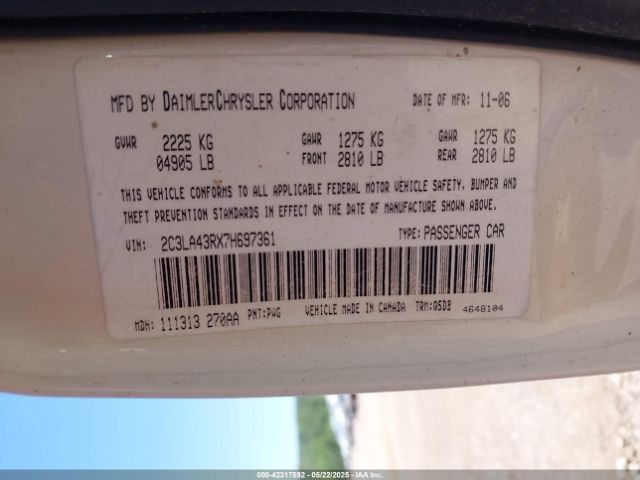 MFD BY DAIMLERCHRYSLER CORPORATION DATE OF MFR: 11-06
GVWR 2225 KG GAWR 1275 KG GAWR 1275 KG
04905 LB FRONT 2810 LB REAR 2810 LB
THIS VEHICLE CONFORMS TO ALL APPLICABLE FEDERAL MOTOR VEHICLE SAFETY, BUMPER AND
THEFT PREVENTION STANDARDS IN EFFECT ON THE DATE OF MANUFACTURE SHOWN ABOVE.
VIN: 2C3LA43RX7H697361 TYPE: PASSENGER CAR
MDH: 111313 270AA PNT: PWG VEHICLE MADE IN CANADA TRM: Q5DB 4648104
000-42317592 - 05/22/2025 - IAA Inc.